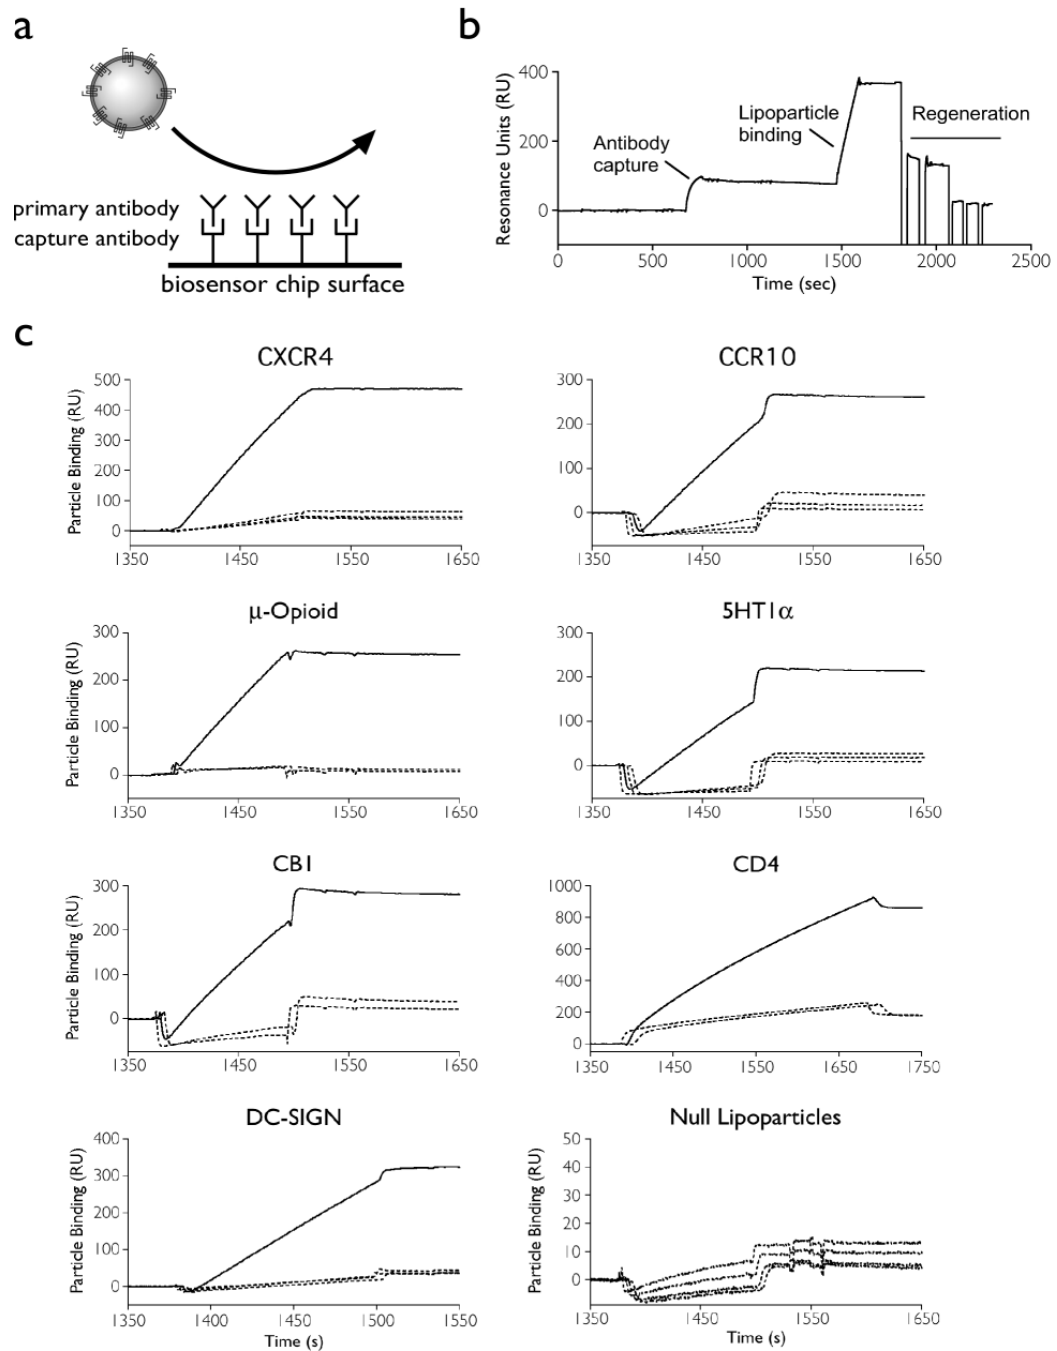 a
primary antibody
capture antibody
biosensor chip surface
b
Resonance Units (RU)
400
200
0
Antibody
capture
Lipoparticle
binding
Regeneration
0 500 1000 1500 2000 2500
Time (sec)
c
CXCR4
Particle Binding (RU)
500
400
300
200
100
0
1350 1450 1550 1650
CCR10
300
200
100
0
1350 1450 1550 1650
μ-Opioid
Particle Binding (RU)
300
200
100
0
1350 1450 1550 1650
5HT1α
300
200
100
0
1350 1450 1550 1650
CB1
Particle Binding (RU)
300
200
100
0
1350 1450 1550 1650
CD4
1000
800
600
400
200
0
1350 1450 1550 1650 1750
DC-SIGN
Particle Binding (RU)
400
300
200
100
0
1350 1400 1450 1500 1550
Time (s)
Null Lipoparticles
Particle Binding (RU)
50
40
30
20
10
0
1350 1450 1550 1650
Time (s)